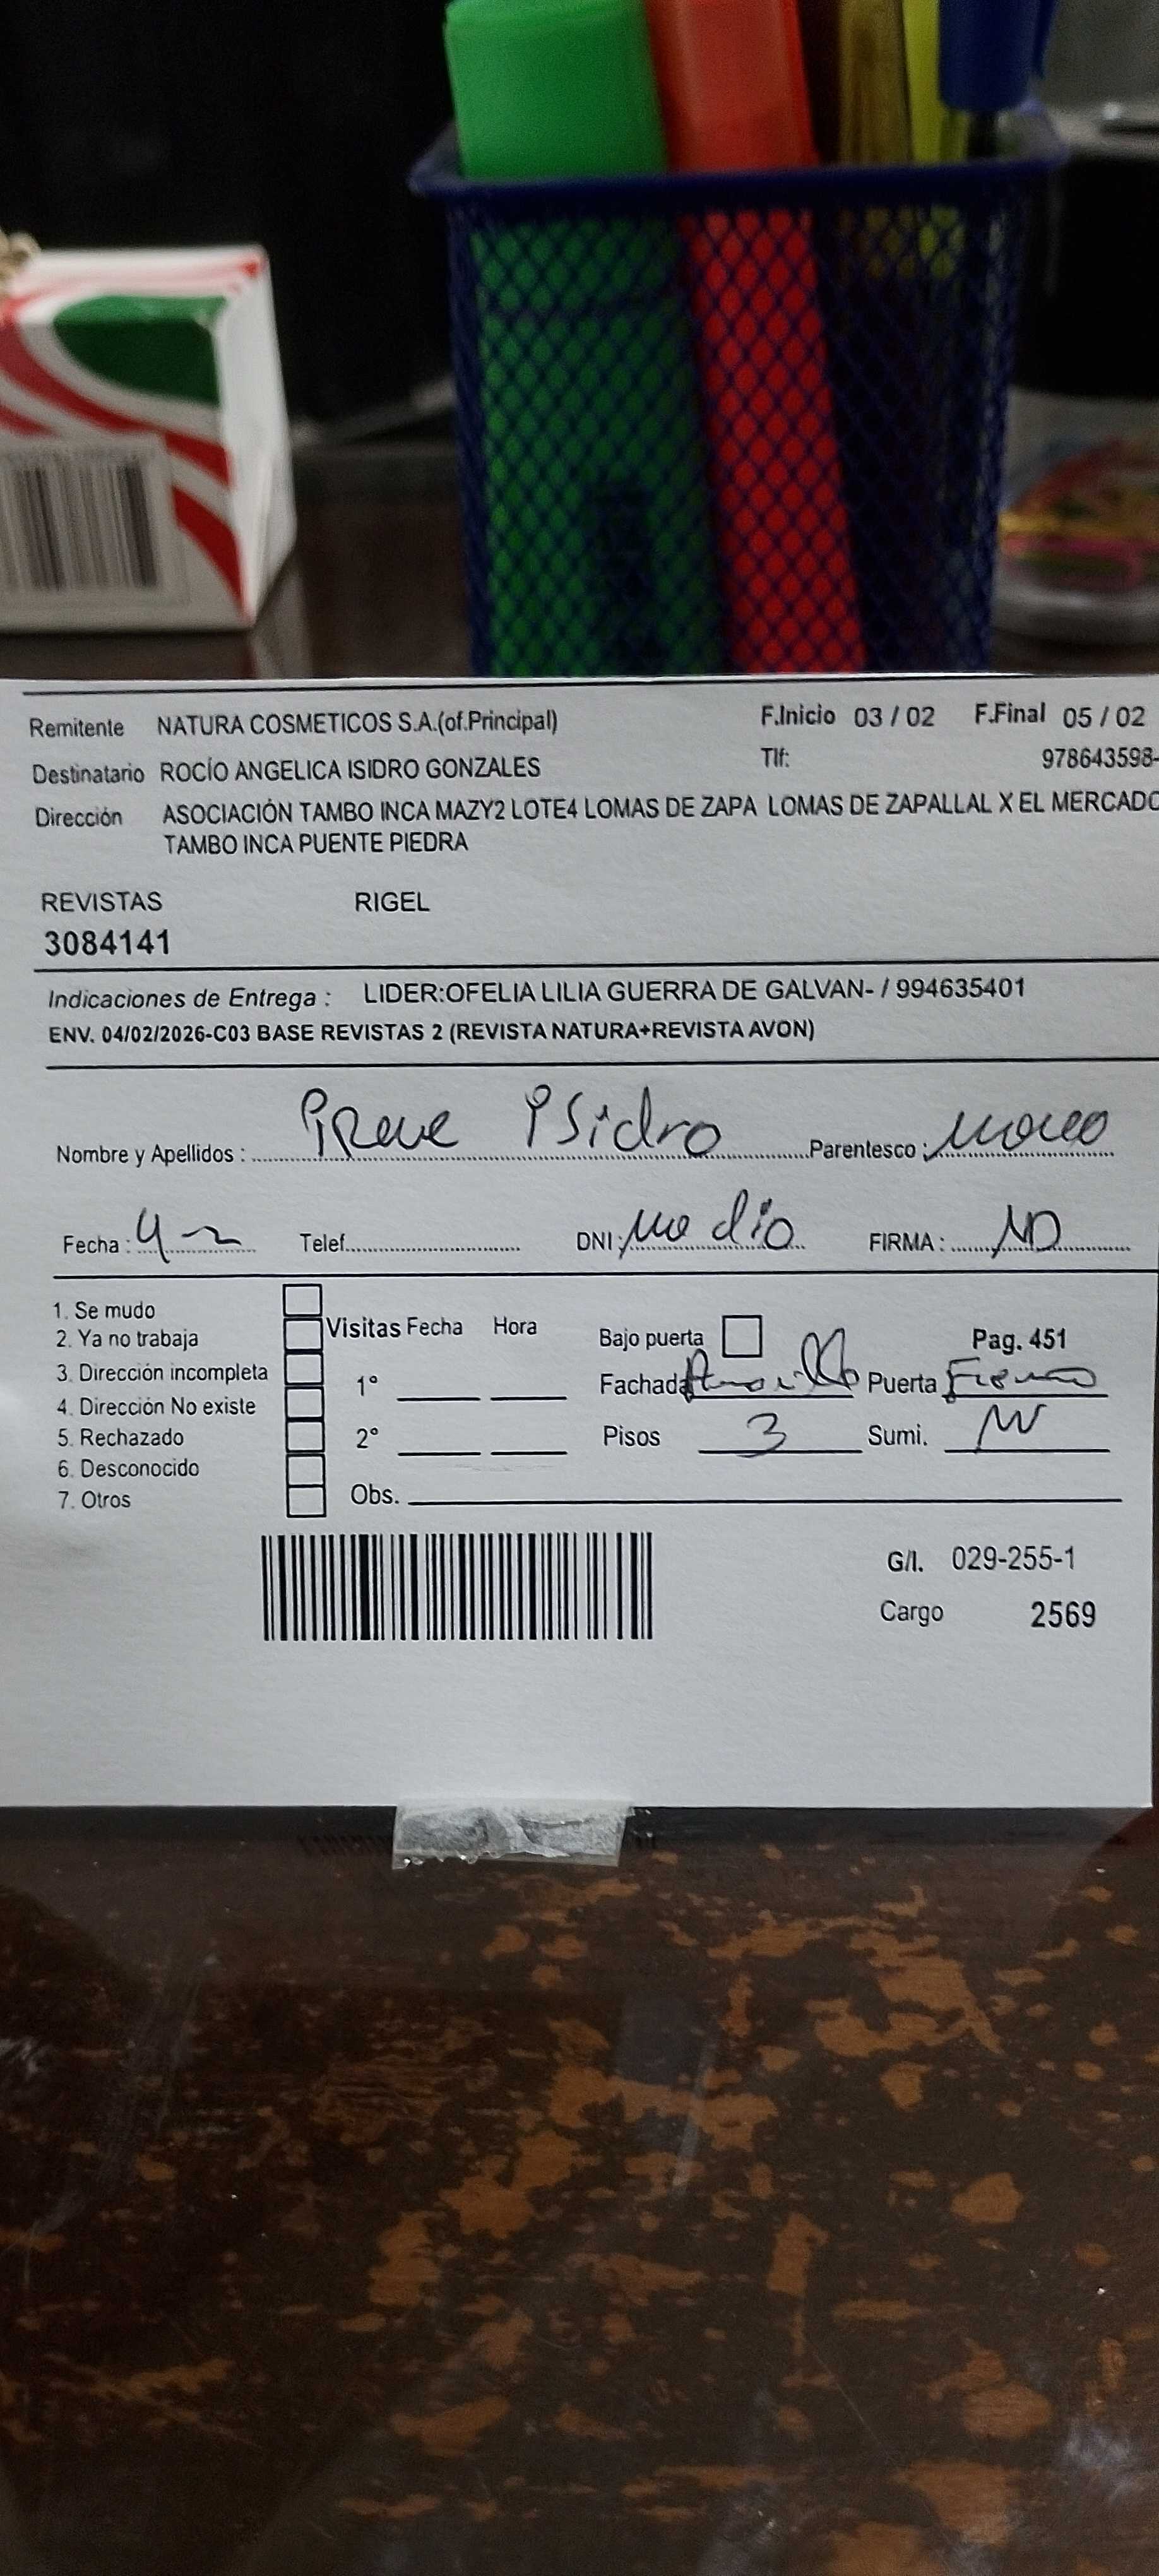 Remitente NATURA COSMETICOS S.A.(of.Principal) F.Inicio 03 / 02 F.Final 05 / 02
Destinatario ROCÍO ANGELICA ISIDRO GONZALES Tlf: 978643598-
Dirección ASOCIACIÓN TAMBO INCA MAZY2 LOTE4 LOMAS DE ZAPA LOMAS DE ZAPALLAL X EL MERCADO
TAMBO INCA PUENTE PIEDRA
REVISTAS RIGEL
3084141
Indicaciones de Entrega : LIDER:OFELIA LILIA GUERRA DE GALVAN- / 994635401
ENV. 04/02/2026-C03 BASE REVISTAS 2 (REVISTA NATURA+REVISTA AVON)
Nombre y Apellidos : Isidro Parentesco :
Fecha : 4-2 Telef. DNI: no dio FIRMA : ND
1. Se mudo
2. Ya no trabaja
3. Dirección incompleta
4. Dirección No existe
5. Rechazado
6. Desconocido
7. Otros
Visitas Fecha Hora
1°
2°
Obs.
Bajo puerta Pag. 451
Fachada Puerta
Pisos 3 Sumi.
G/l. 029-255-1
Cargo 2569